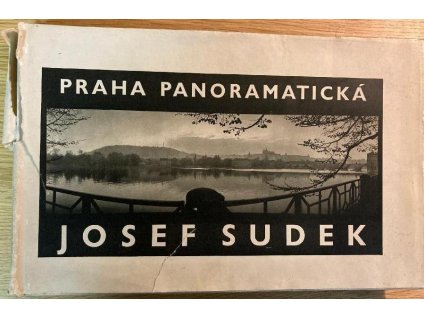 PRAHA PANORAMATICKÁ
JOSEF SUDEK